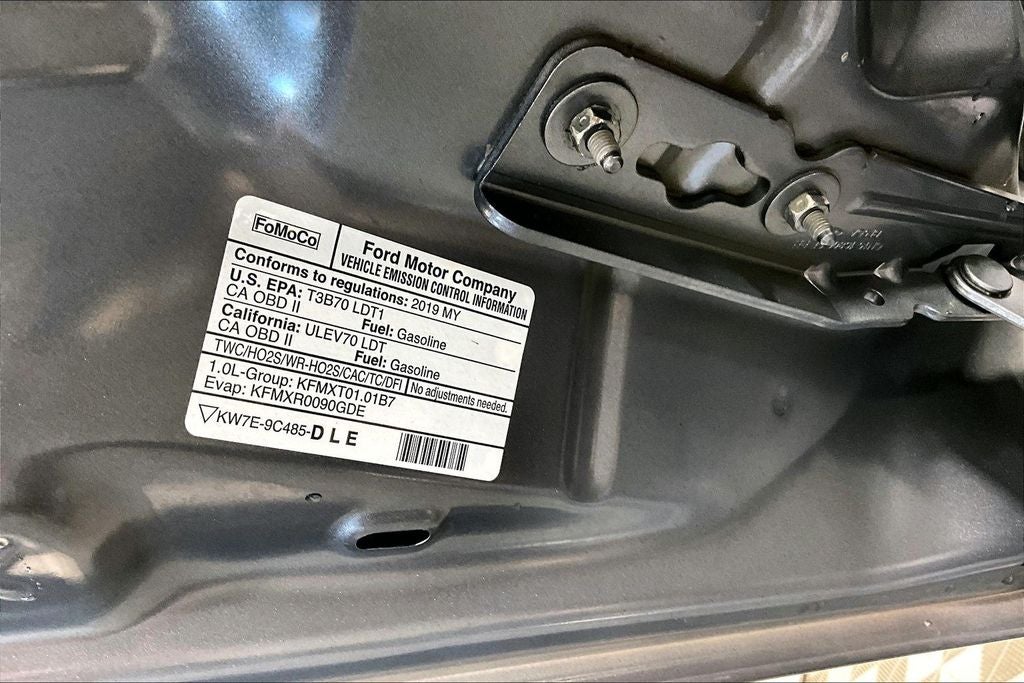 FoMoCo
Ford Motor Company
VEHICLE EMISSION CONTROL INFORMATION
Conforms to regulations: 2019 MY
U.S. EPA: T3B70 LDT1
CA OBD II Fuel: Gasoline
California: ULEV70 LDT
CA OBD II Fuel: Gasoline
TWC/HO2S/WR-HO2S/CAC/TC/DFI No adjustments needed.
1.0L-Group: KFMXT01.01B7
Evap: KFMXR0090GDE
KW7E-9C485-DLE